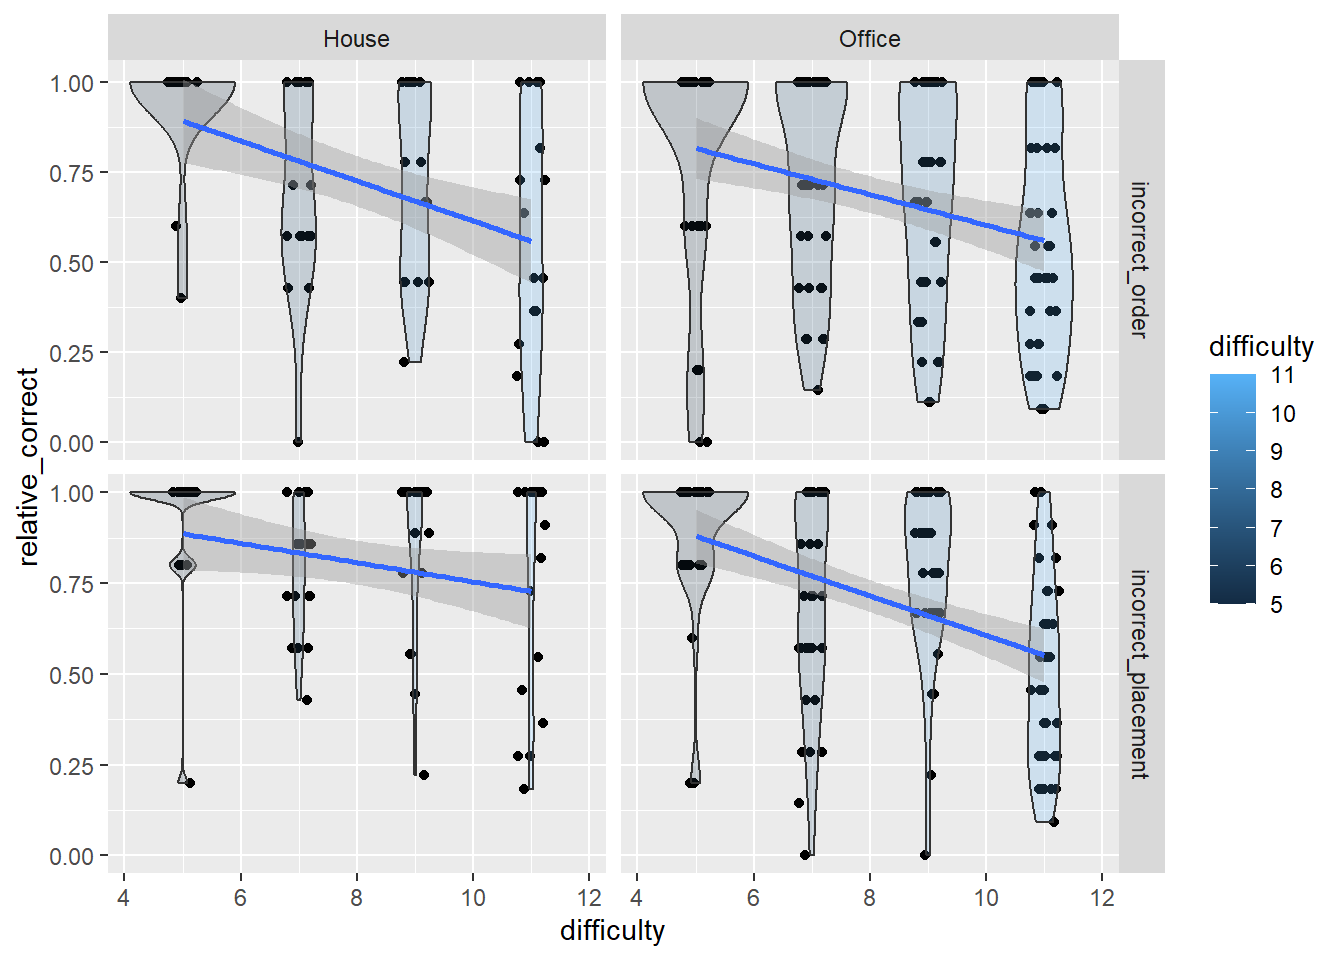 House
Office
1.00
0.75
0.50
0.25
0.00
incorrect_order
1.00
0.75
0.50
0.25
0.00
incorrect_placement
relative_correct
4 6 8 10 12
4 6 8 10 12
difficulty
difficulty
11
10
9
8
7
6
5